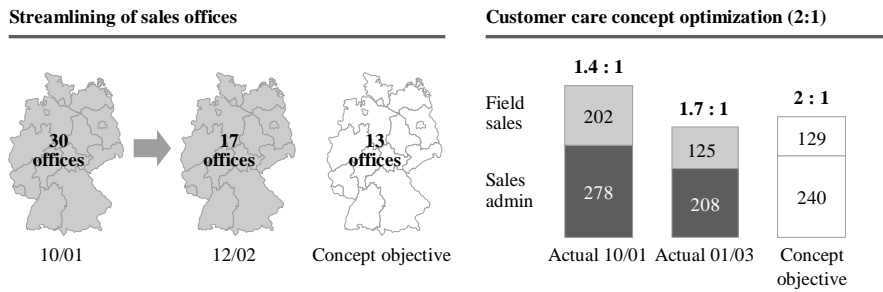 Streamlining of sales offices
30
offices
17
offices
13
offices
10/01
12/02
Concept objective
Customer care concept optimization (2:1)
1.4 : 1
1.7 : 1
2 : 1
Field
sales
202
125
129
Sales
admin
278
208
240
Actual 10/01
Actual 01/03
Concept
objective